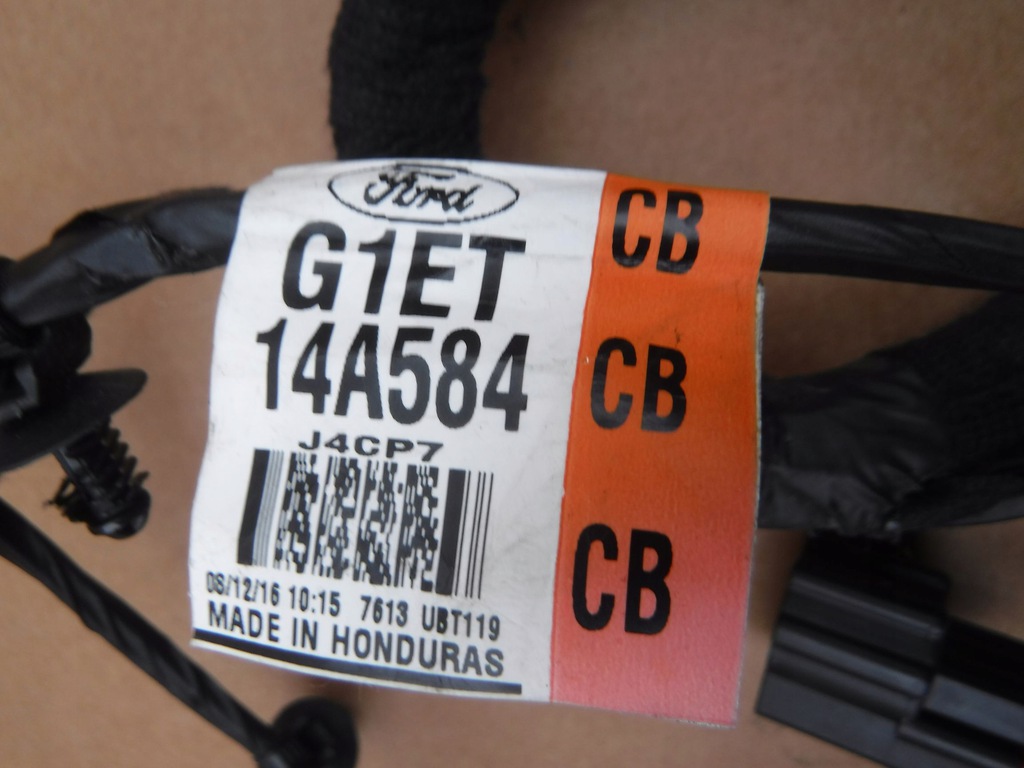 Ford
G1ET
14A584
J4CP7
08/12/16 10:15 7613 UBT119
MADE IN HONDURAS
CB
CB
CB